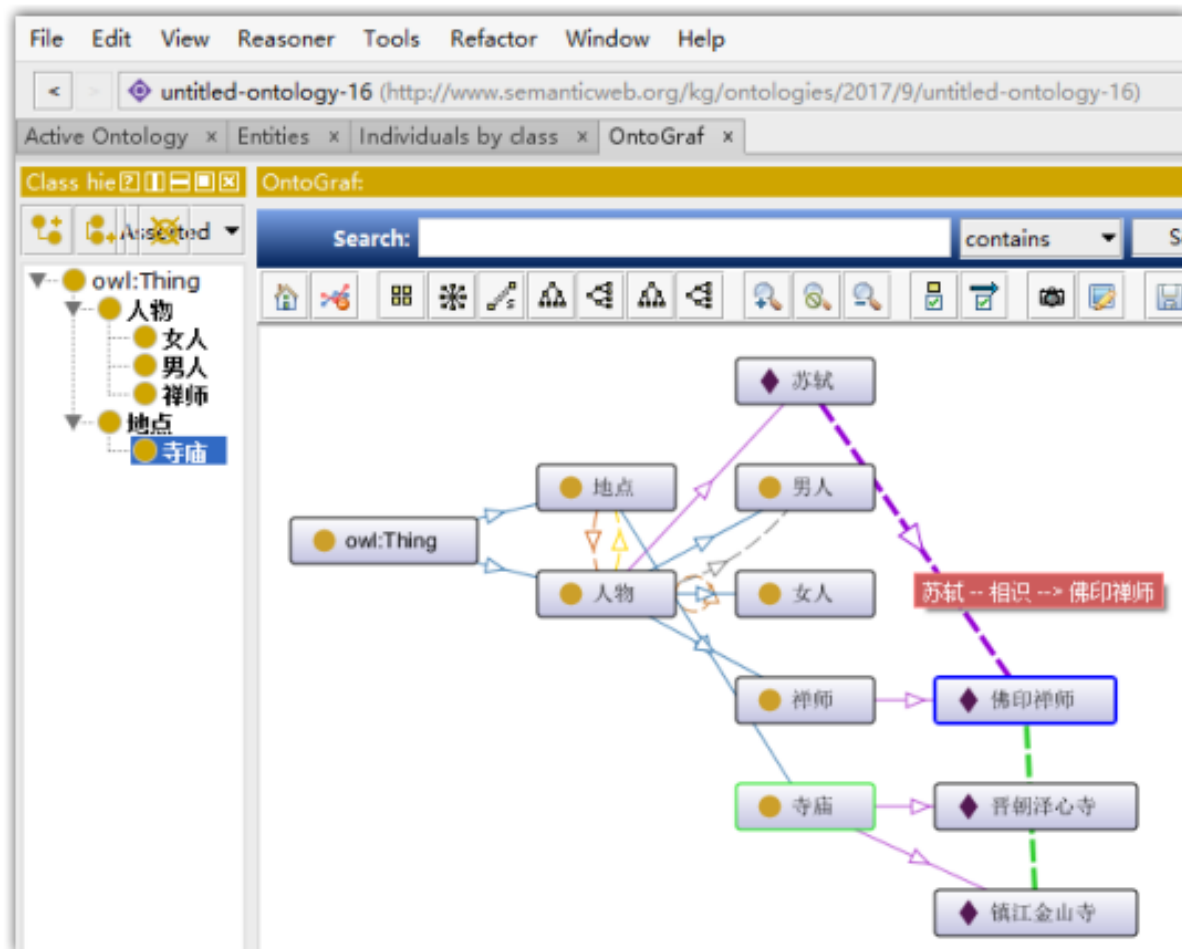 File Edit View Reasoner Tools Refactor Window Help
< > untitled-ontology-16 (http://www.semanticweb.org/kg/ontologies/2017/9/untitled-ontology-16)
Active Ontology × Entities × Individuals by class × OntoGraf ×
Class hie
OntoGraf:
Asserted
Search: contains
owl:Thing
人物
女人
男人
禅师
地点
寺庙
苏轼
地点
男人
owl:Thing
人物
女人
苏轼 -- 相识 --> 佛印禅师
禅师
佛印禅师
寺庙
晋朝泽心寺
镇江金山寺